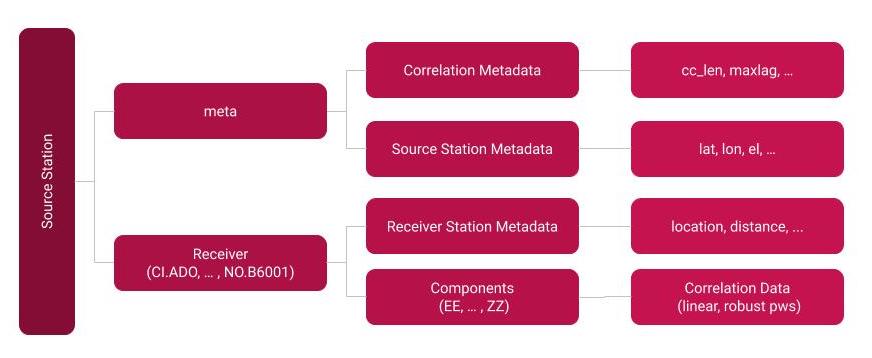 Source Station
meta
Correlation Metadata
cc_len, maxlag, ...
Source Station Metadata
lat, lon, el, ...
Receiver
(CI.ADO, ... , NO.B6001)
Receiver Station Metadata
location, distance, ...
Components
(EE, ... , ZZ)
Correlation Data
(linear, robust pws)